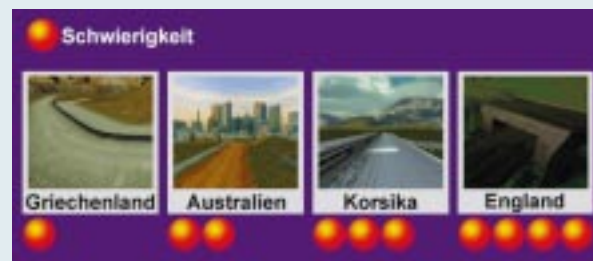 Schwierigkeit
Griechenland
Australien
Korsika
England